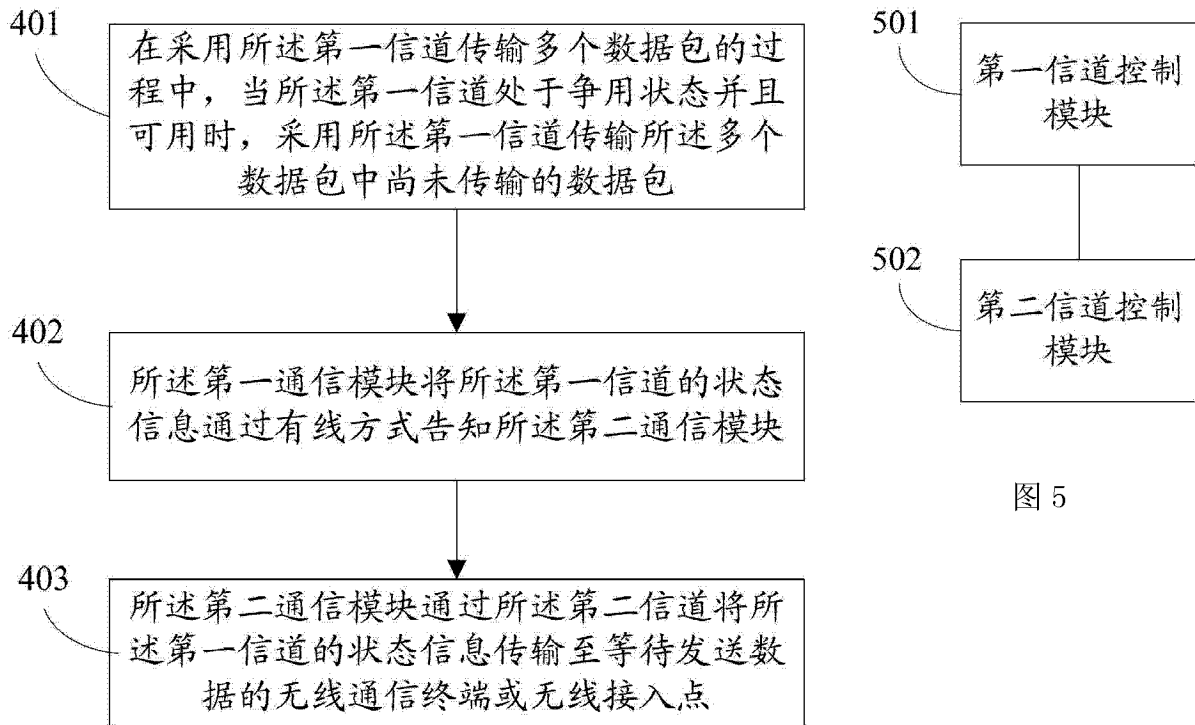 401
在采用所述第一信道传输多个数据包的过
程中，当所述第一信道处于争用状态并且
可用时，采用所述第一信道传输所述多个
数据包中尚未传输的数据包
402
所述第一通信模块将所述第一信道的状态
信息通过有线方式告知所述第二通信模块
403
所述第二通信模块通过所述第二信道将所
述第一信道的状态信息传输至等待发送数
据的无线通信终端或无线接入点
501
第一信道控制
模块
502
第二信道控制
模块
图 5